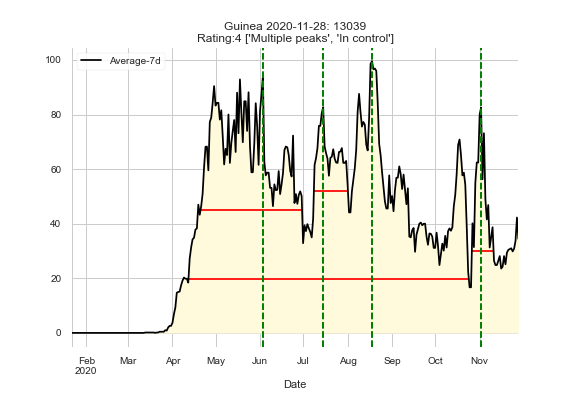 Guinea 2020-11-28: 13039
Rating:4 ['Multiple peaks', 'In control']
Average-7d
100
80
60
40
20
0
Feb Mar Apr May Jun Jul Aug Sep Oct Nov
2020
Date